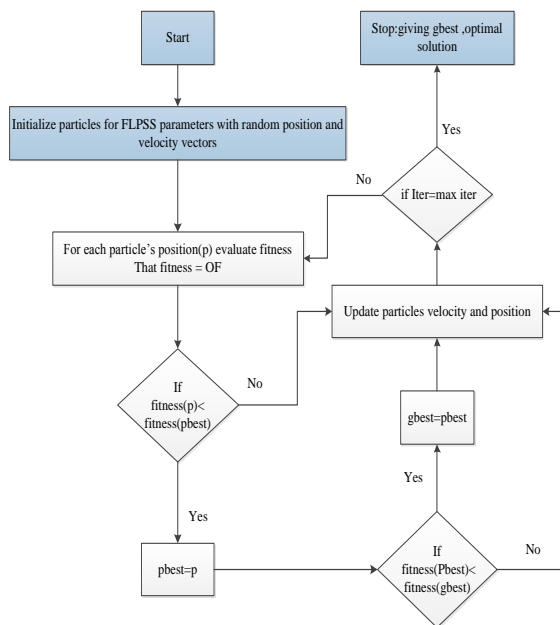 Start
Stop:giving gbest ,optimal
solution
Initialize particles for FLPSS parameters with random position and
velocity vectors
Yes
No
if Iter=max iter
For each particle's position(p) evaluate fitness
That fitness = OF
Update particles velocity and position
If
fitness(p)<
fitness(pbest)
No
gbest=pbest
Yes
Yes
pbest=p
If
fitness(Pbest)<
fitness(gbest)
No